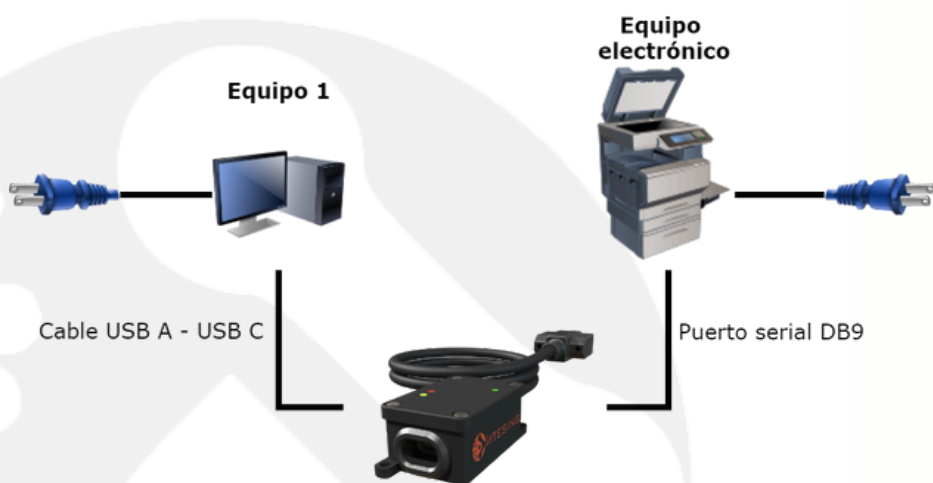 Equipo
electrónico
Equipo 1
Cable USB A - USB C
Puerto serial DB9